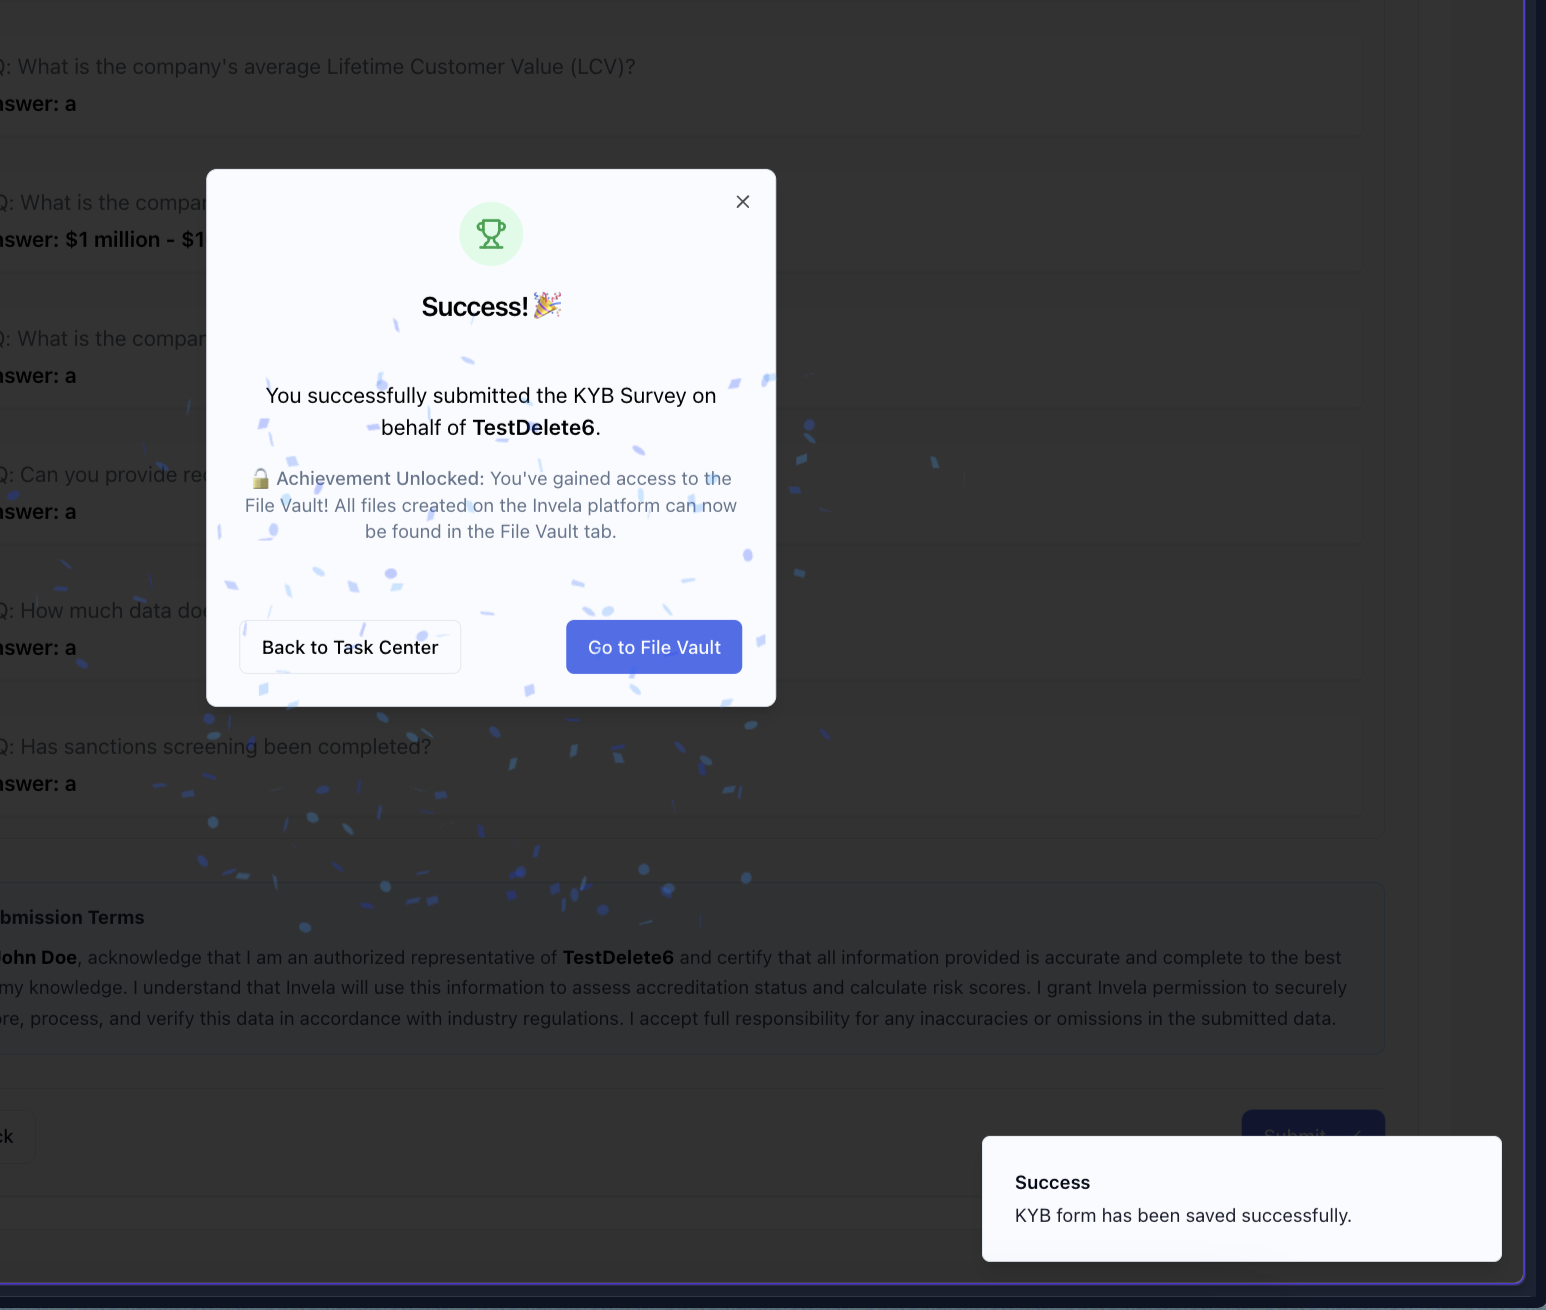 Q: What is the company's average Lifetime Customer Value (LCV)?
nswer: a
Q: What is the compan
nswer: $1 million - $1
Q: What is the compan
nswer: a
Q: Can you provide rec
nswer: a
Q: How much data doe
nswer: a
Q: Has sanctions screening been completed?
nswer: a
Success! 🎉
You successfully submitted the KYB Survey on
behalf of TestDelete6.
🔒 Achievement Unlocked: You've gained access to the
File Vault! All files created on the Invela platform can now
be found in the File Vault tab.
Back to Task Center
Go to File Vault
bmission Terms
John Doe, acknowledge that I am an authorized representative of TestDelete6 and certify that all information provided is accurate and complete to the best
my knowledge. I understand that Invela will use this information to assess accreditation status and calculate risk scores. I grant Invela permission to securely
re, process, and verify this data in accordance with industry regulations. I accept full responsibility for any inaccuracies or omissions in the submitted data.
ck
Submit
Success
KYB form has been saved successfully.